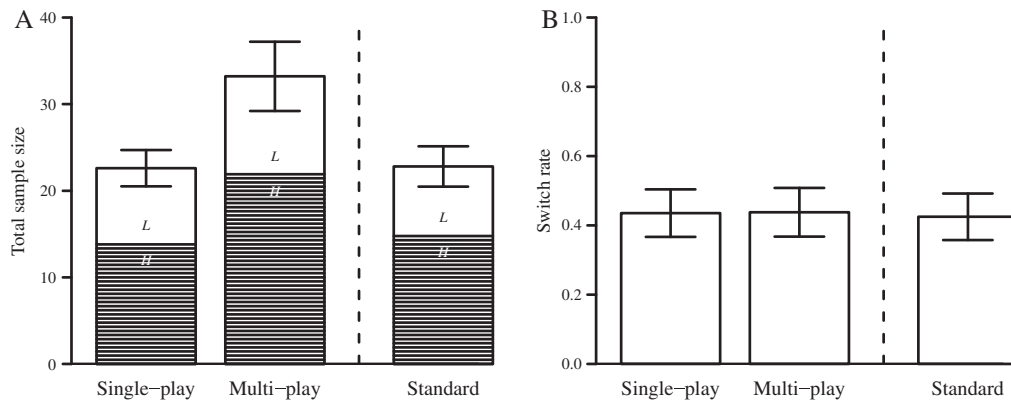 A
Total sample size
40
30
20
10
0
L
H
L
H
L
H
Single−play
Multi−play
Standard
B
Switch rate
1.0
0.8
0.6
0.4
0.2
0.0
Single−play
Multi−play
Standard